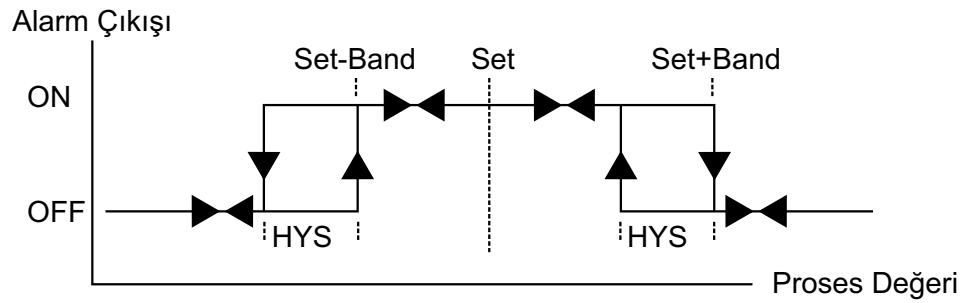 Alarm Çıkışı
Set-Band Set Set+Band
ON
OFF
HYS HYS
Proses Değeri